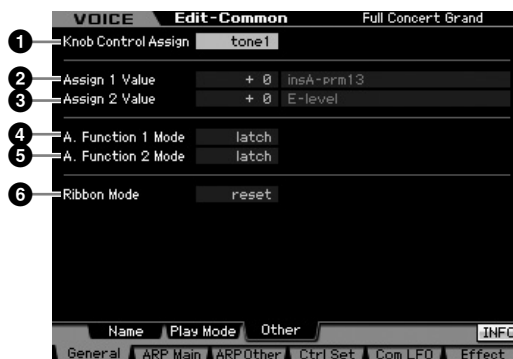 VOICE Edit-Common Full Concert Grand
1 Knob Control Assign tone1
2 Assign 1 Value + 0 insA-prm13
3 Assign 2 Value + 0 E-level
4 A. Function 1 Mode latch
5 A. Function 2 Mode latch
6 Ribbon Mode reset
Name Play Mode Other INFO
General ARP Main ARP Other Ctrl Set Com LFO Effect